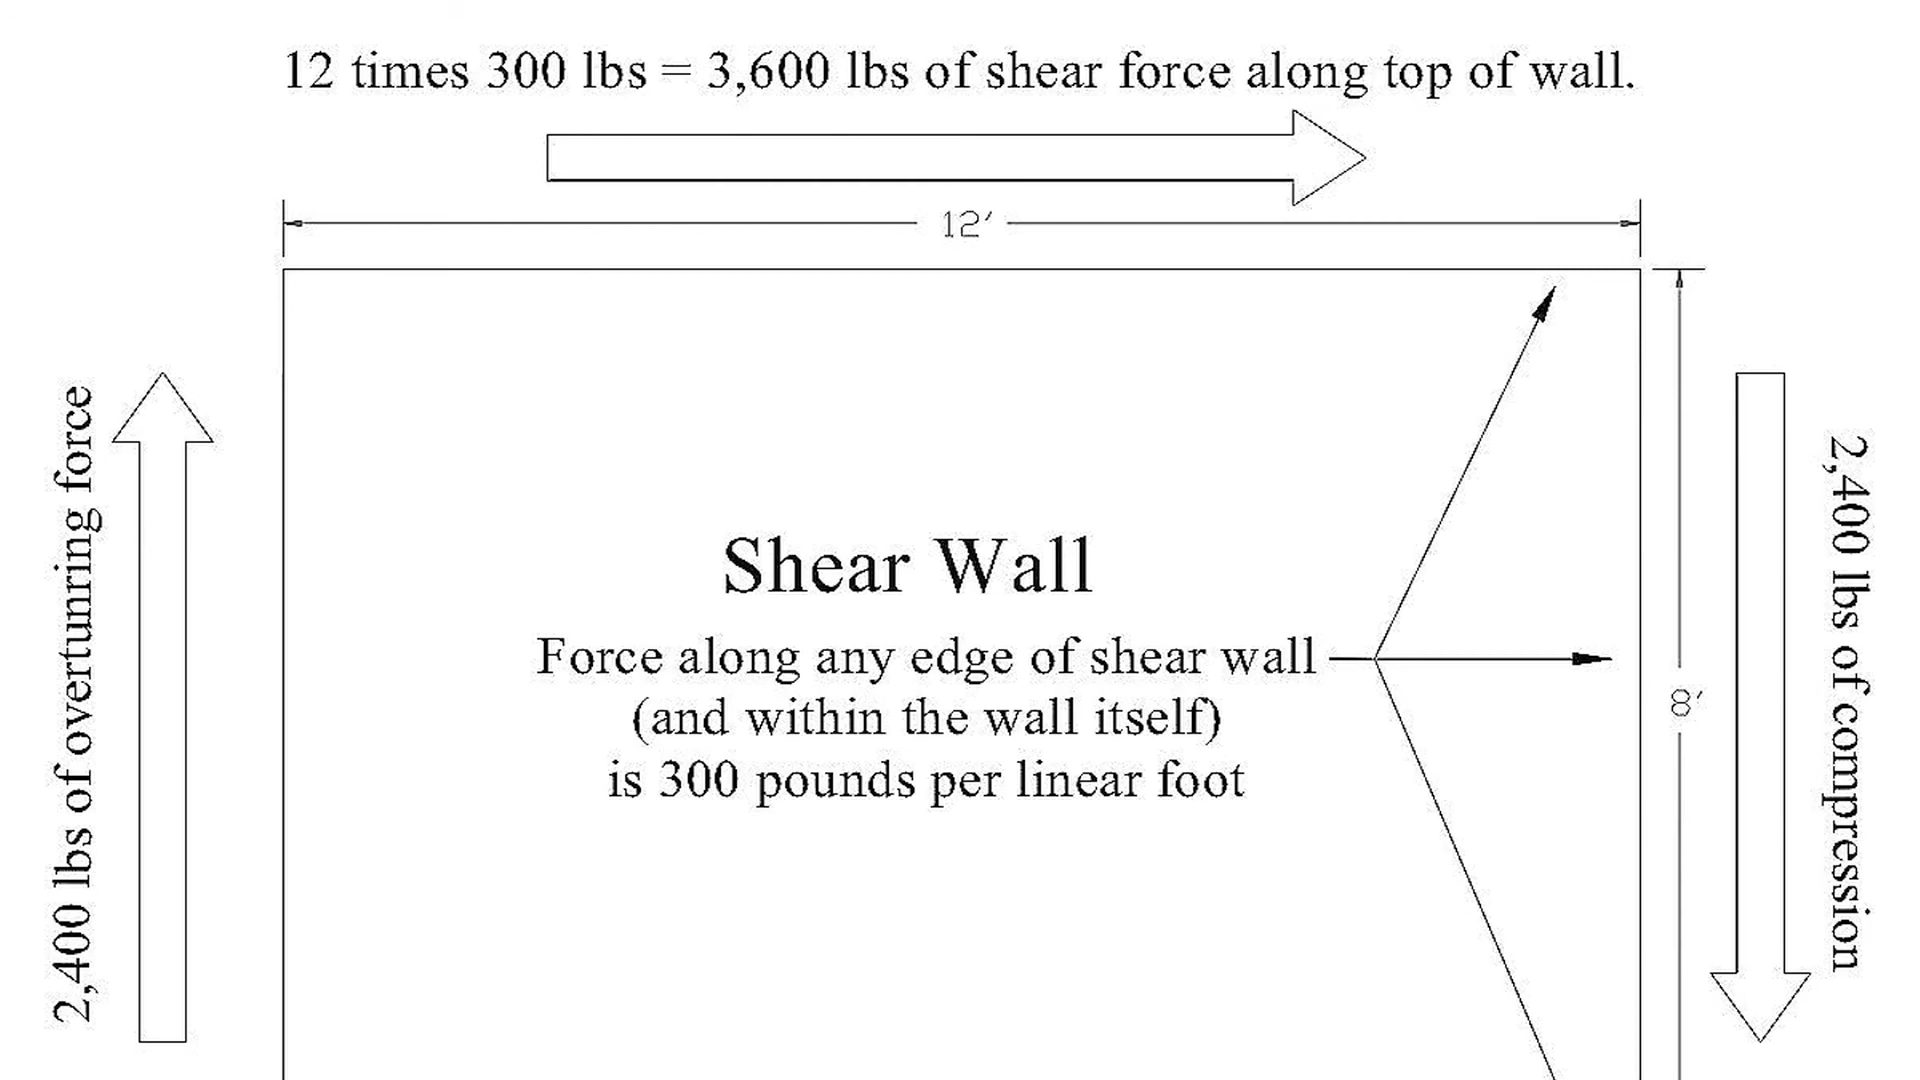 12 times 300 lbs = 3,600 lbs of shear force along top of wall.
12'
2,400 lbs of overturning force
Shear Wall
Force along any edge of shear wall
(and within the wall itself)
is 300 pounds per linear foot
8'
2,400 lbs of compression